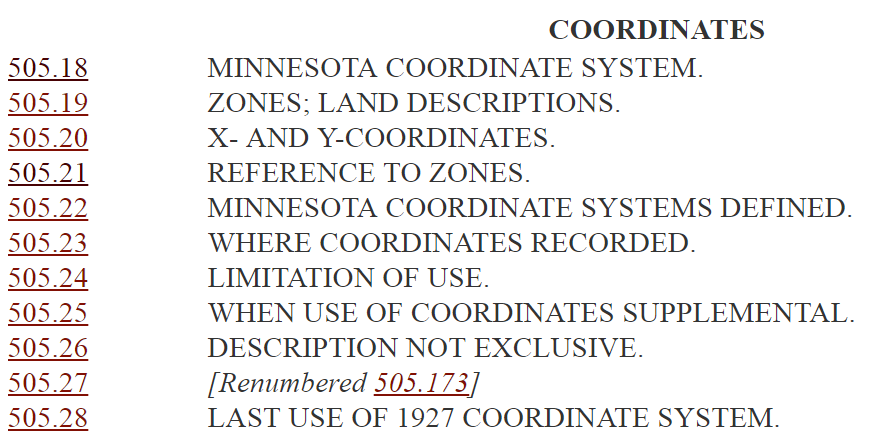 COORDINATES
505.18 MINNESOTA COORDINATE SYSTEM.
505.19 ZONES; LAND DESCRIPTIONS.
505.20 X- AND Y-COORDINATES.
505.21 REFERENCE TO ZONES.
505.22 MINNESOTA COORDINATE SYSTEMS DEFINED.
505.23 WHERE COORDINATES RECORDED.
505.24 LIMITATION OF USE.
505.25 WHEN USE OF COORDINATES SUPPLEMENTAL.
505.26 DESCRIPTION NOT EXCLUSIVE.
505.27 [Renumbered 505.173]
505.28 LAST USE OF 1927 COORDINATE SYSTEM.